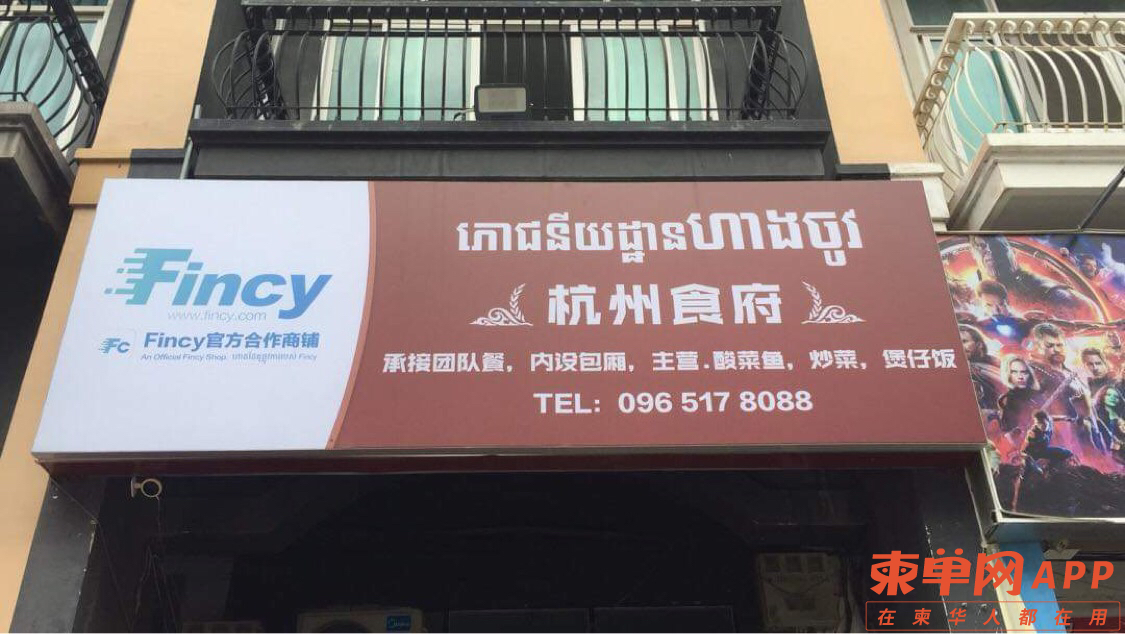 Fincy
www.fincy.com
FC Fincy官方合作商铺
An Official Fincy Shop.
ភោជនីយដ្ឋានហាងចូវ
杭州食府
承接团队餐，内设包厢，主营.酸菜鱼，炒菜，煲仔饭
TEL: 096 517 8088
Midea
柬单网APP
在柬华人都在用